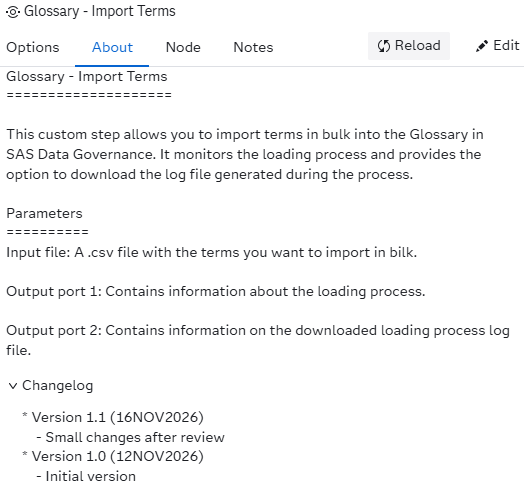 Glossary - Import Terms
Options About Node Notes Reload Edit
Glossary - Import Terms
====================
This custom step allows you to import terms in bulk into the Glossary in
SAS Data Governance. It monitors the loading process and provides the
option to download the log file generated during the process.
Parameters
==========
Input file: A .csv file with the terms you want to import in bilk.
Output port 1: Contains information about the loading process.
Output port 2: Contains information on the downloaded loading process log
file.
Changelog
* Version 1.1 (16NOV2026)
- Small changes after review
* Version 1.0 (12NOV2026)
- Initial version